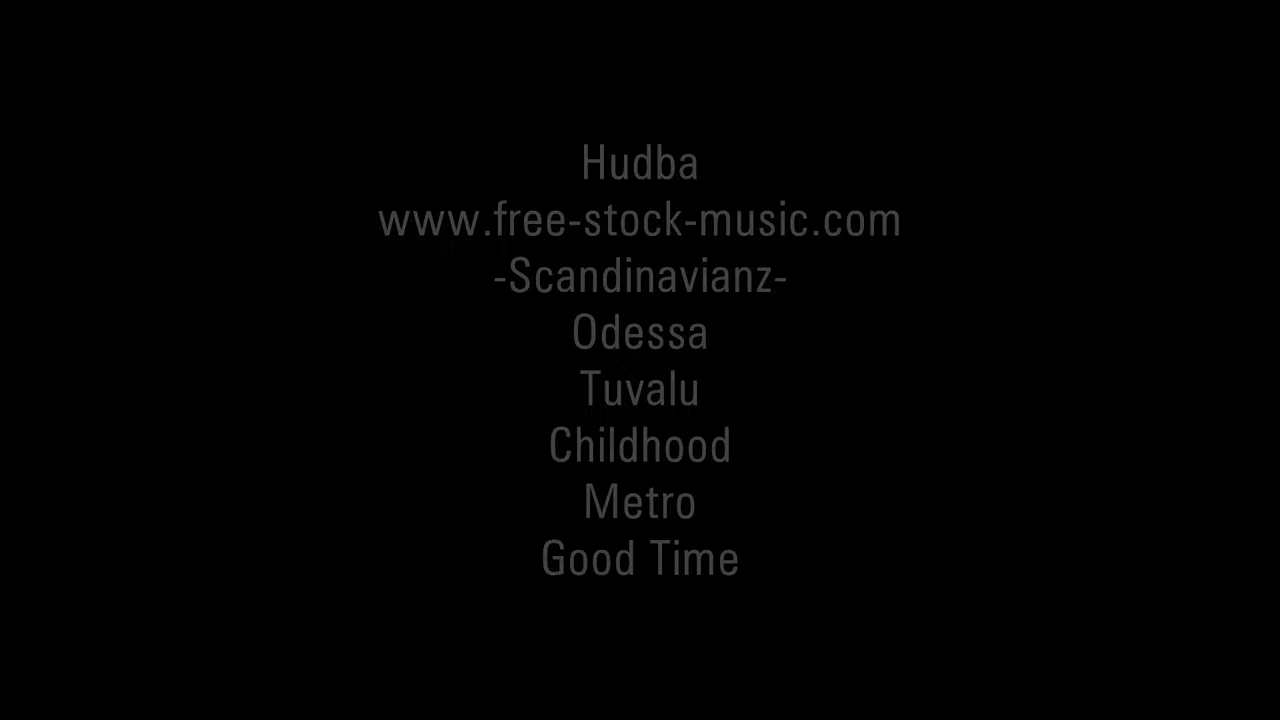 Hudba
www.free-stock-music.com
-Scandinavianz-
Odessa
Tuvalu
Childhood
Metro
Good Time